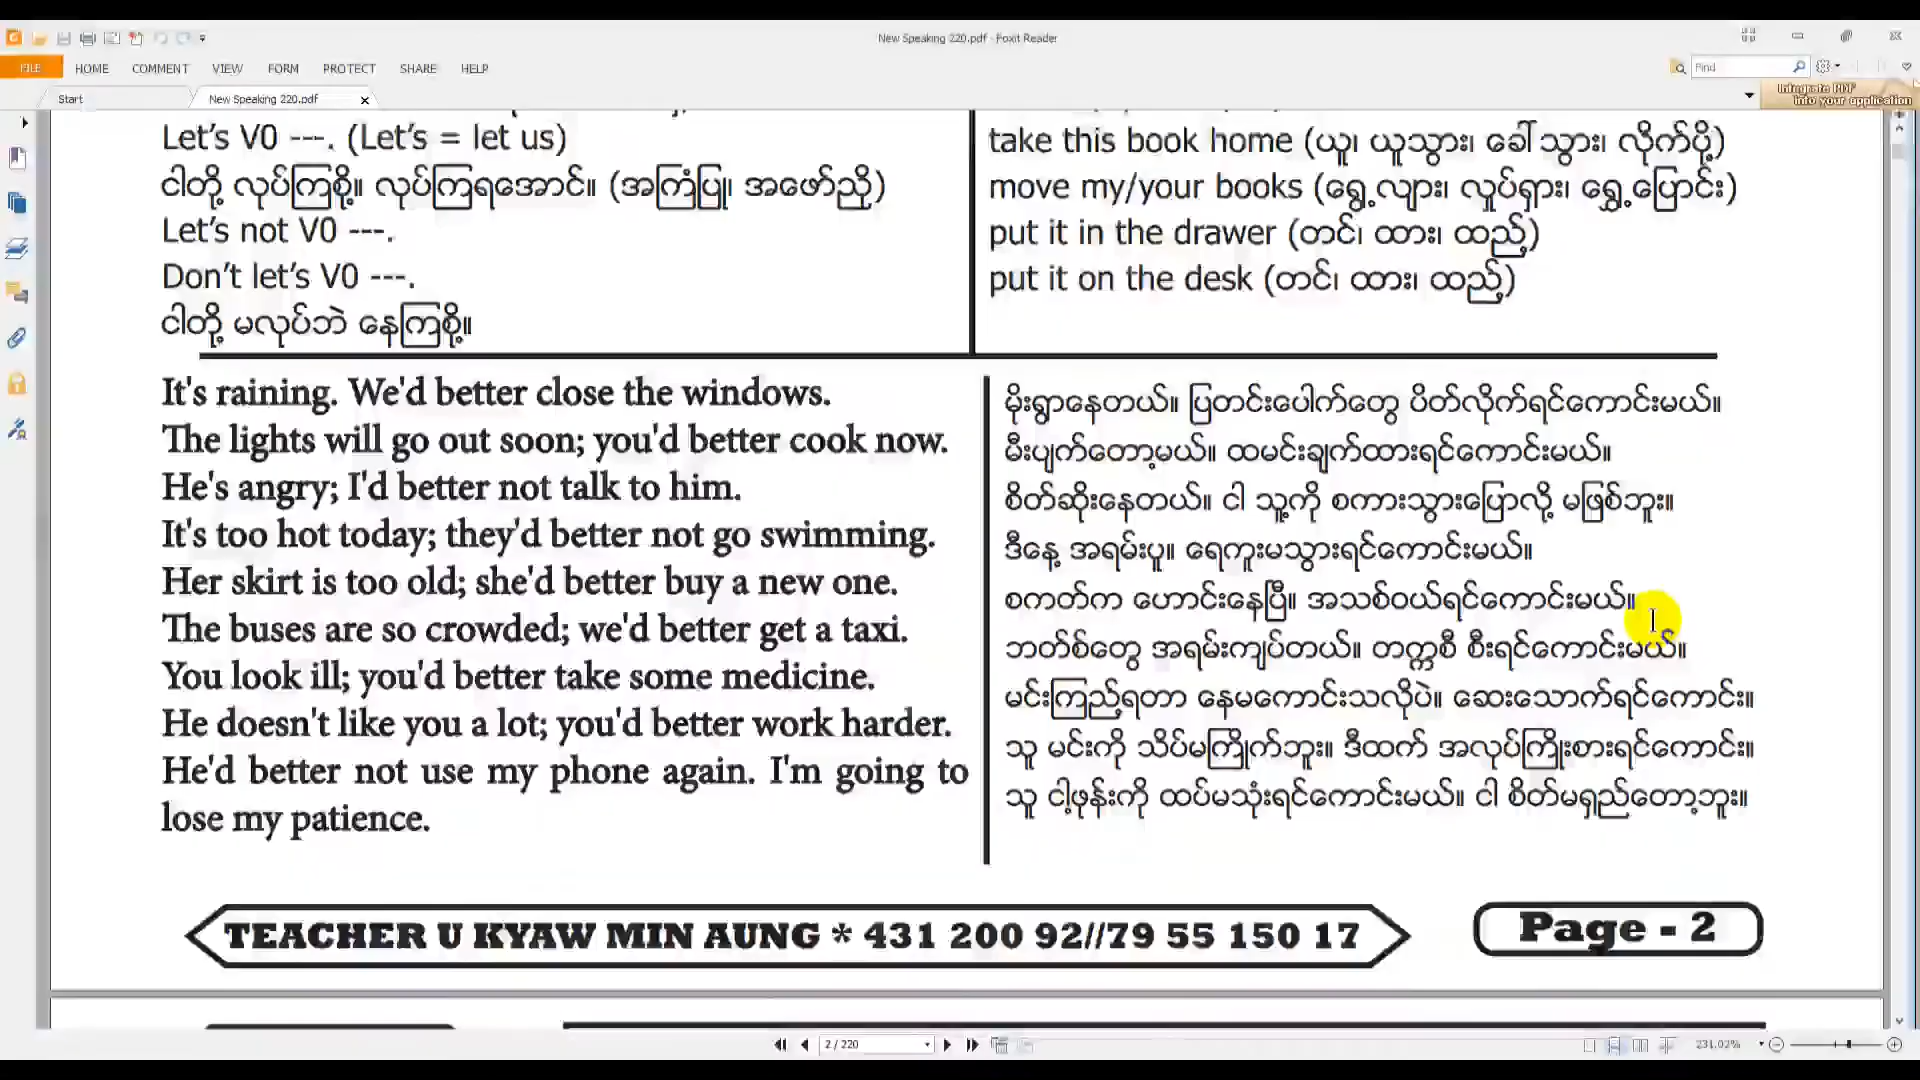 New Speaking 220.pdf - Foxit Reader
FILE HOME COMMENT VIEW FORM PROTECT SHARE HELP
Find
Start
New Speaking 220.pdf
Integrate PDF
into your application
Let's V0 ---. (Let's = let us)
ငါတို့ လုပ်ကြစို့။ လုပ်ကြရအောင်။ (အကြံပြု၊ အဖော်ညှိ)
Let's not V0 ---.
Don't let's V0 ---.
ငါတို့ မလုပ်ဘဲ နေကြစို့။
take this book home (ယူ၊ ယူသွား၊ ခေါ်သွား၊ လိုက်ပို့)
move my/your books (ရွေ့လျား၊ လှုပ်ရှား၊ ရွှေ့ပြောင်း)
put it in the drawer (တင်၊ ထား၊ ထည့်)
put it on the desk (တင်၊ ထား၊ ထည့်)
It's raining. We'd better close the windows.
The lights will go out soon; you'd better cook now.
He's angry; I'd better not talk to him.
It's too hot today; they'd better not go swimming.
Her skirt is too old; she'd better buy a new one.
The buses are so crowded; we'd better get a taxi.
You look ill; you'd better take some medicine.
He doesn't like you a lot; you'd better work harder.
He'd better not use my phone again. I'm going to
lose my patience.
မိုးရွာနေတယ်။ ပြတင်းပေါက်တွေ ပိတ်လိုက်ရင်ကောင်းမယ်။
မီးပျက်တော့မယ်။ ထမင်းချက်ထားရင်ကောင်းမယ်။
စိတ်ဆိုးနေတယ်။ ငါ သူ့ကို စကားသွားပြောလို့ မဖြစ်ဘူး။
ဒီနေ့ အရမ်းပူ။ ရေကူးမသွားရင်ကောင်းမယ်။
စကတ်က ဟောင်းနေပြီ။ အသစ်ဝယ်ရင်ကောင်းမယ်။
ဘတ်စ်တွေ အရမ်းကျပ်တယ်။ တက္ကစီ စီးရင်ကောင်းမယ်။
မင်းကြည့်ရတာ နေမကောင်းသလိုပဲ။ ဆေးသောက်ရင်ကောင်း။
သူ မင်းကို သိပ်မကြိုက်ဘူး။ ဒီထက် အလုပ်ကြိုးစားရင်ကောင်း။
သူ ငါ့ဖုန်းကို ထပ်မသုံးရင်ကောင်းမယ်။ ငါ စိတ်မရှည်တော့ဘူး။
TEACHER U KYAW MIN AUNG * 431 200 92//79 55 150 17
Page - 2
2 / 220
231.02%